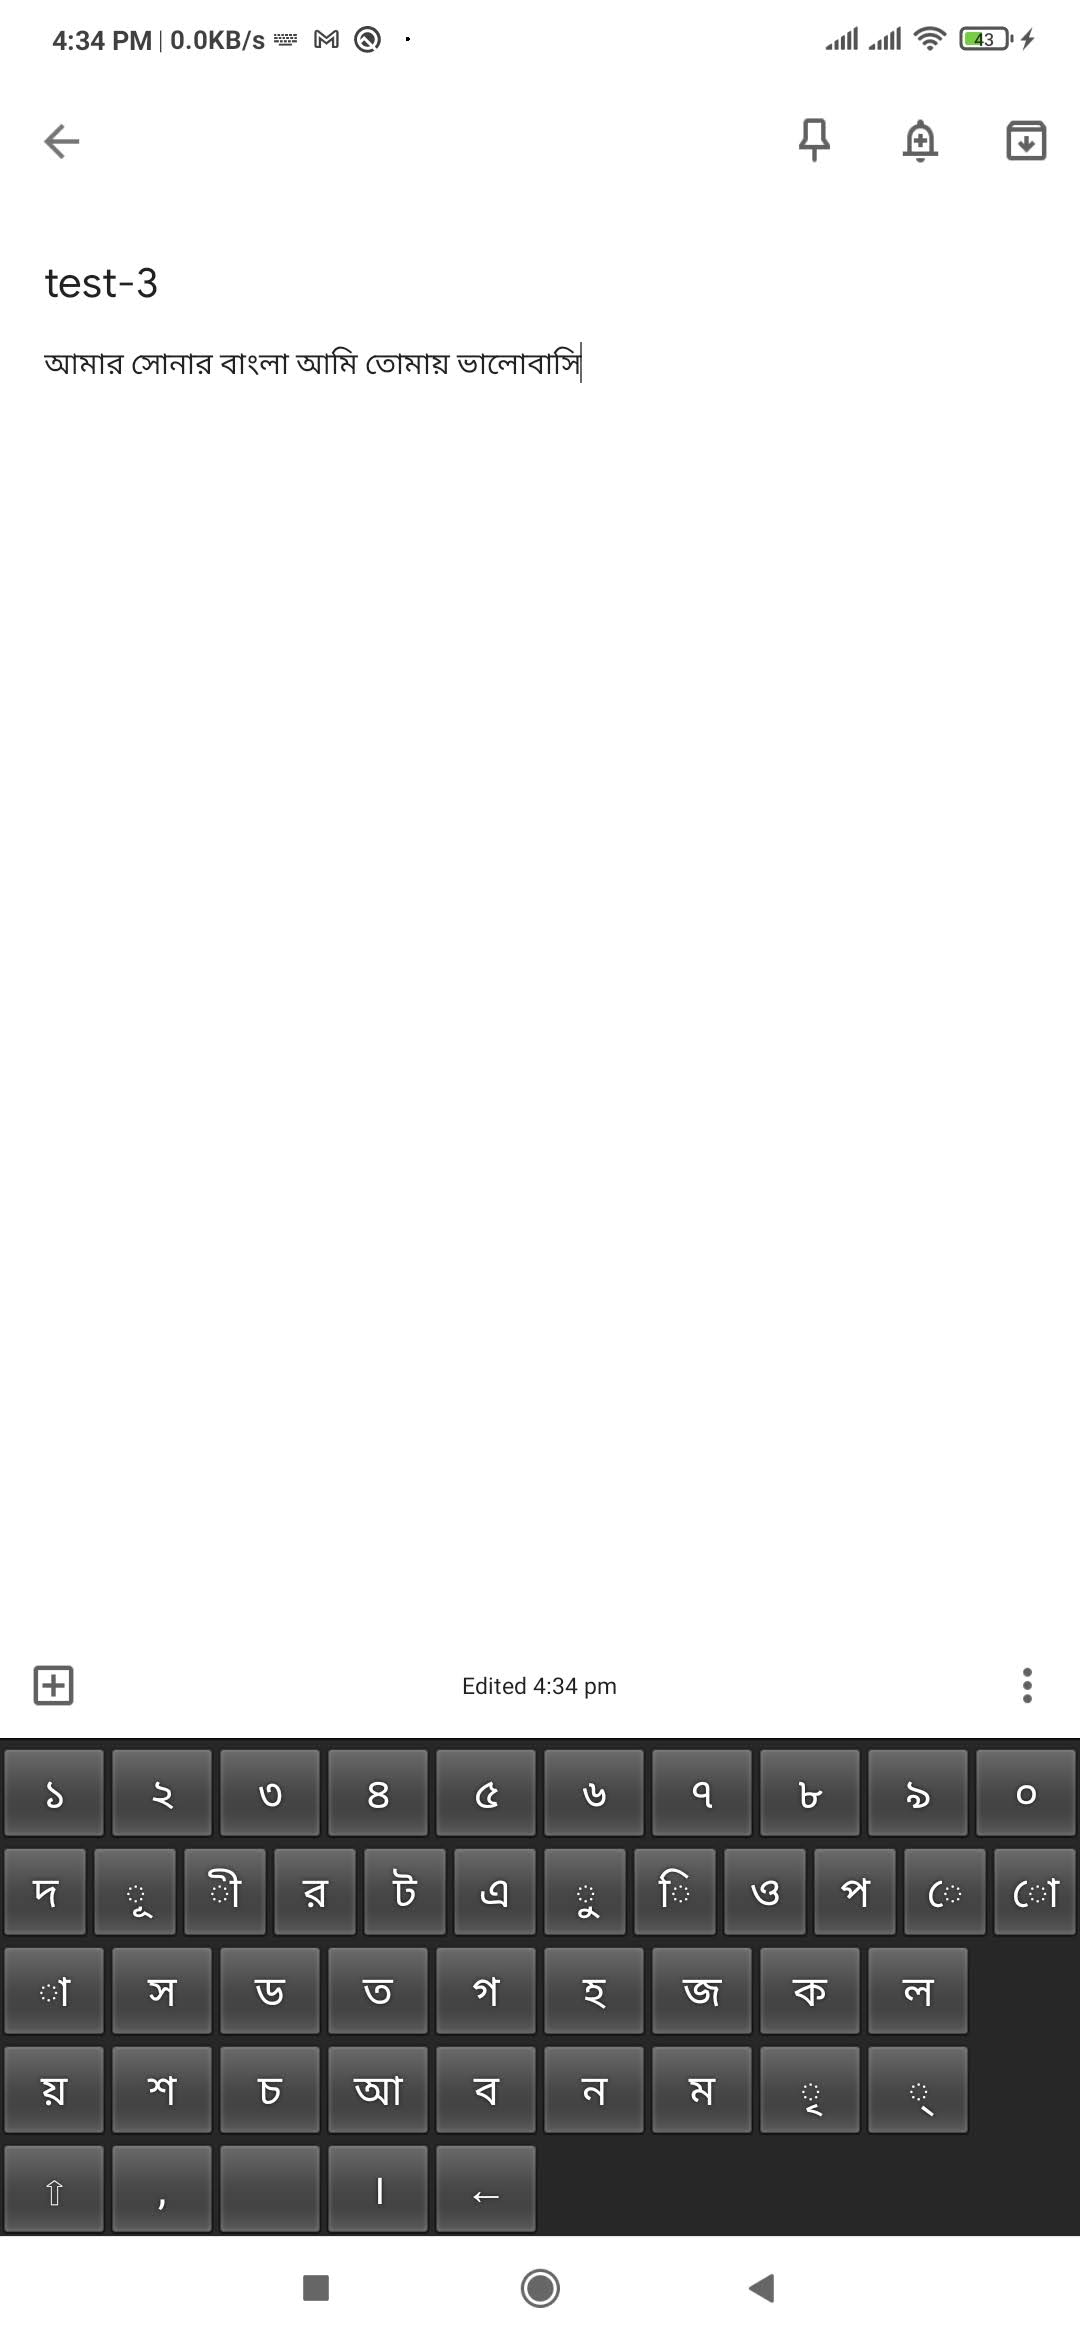 4:34 PM | 0.0KB/s
43
test-3
আমার সোনার বাংলা আমি তোমায় ভালোবাসি
Edited 4:34 pm
১ ২ ৩ ৪ ৫ ৬ ৭ ৮ ৯ ০
দ ূ ী র ট এ ু ি ও প ে ো
া স ড ত গ হ জ ক ল
য় শ চ আ ব ন ম ৃ ্
⇧ , । ←